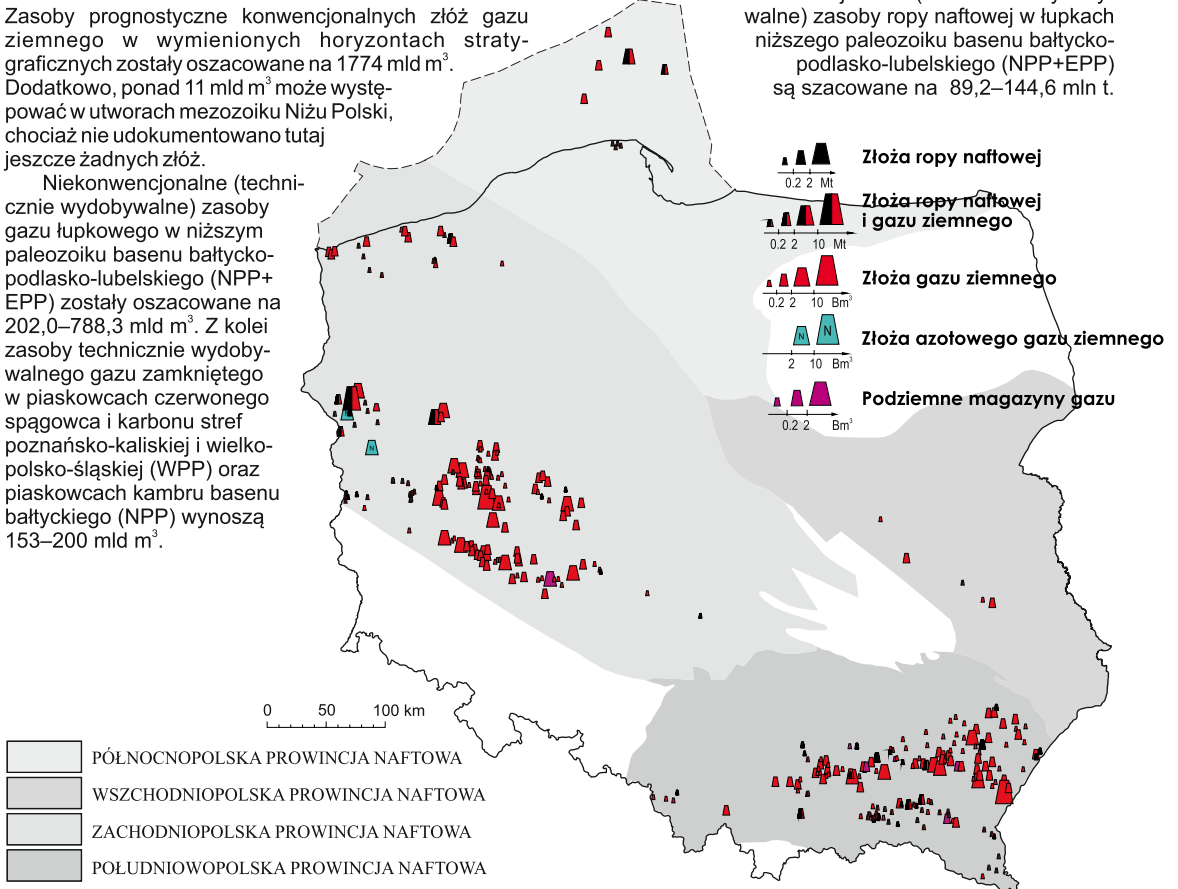 Zasoby prognostyczne konwencjonalnych złóż gazu
ziemnego w wymienionych horyzontach straty-
graficznych zostały oszacowane na 1774 mld m³.
Dodatkowo, ponad 11 mld m³ może wystę-
pować w utworach mezozoiku Niżu Polski,
chociaż nie udokumentowano tutaj
jeszcze żadnych złóż.
Niekonwencjonalne (techni-
cznie wydobywalne) zasoby
gazu łupkowego w niższym
paleozoiku basenu bałtycko-
podlasko-lubelskiego (NPP+
EPP) zostały oszacowane na
202,0–788,3 mld m³. Z kolei
zasoby technicznie wydoby-
walnego gazu zamkniętego
w piaskowcach czerwonego
spągowca i karbonu stref
poznańsko-kaliskiej i wielko-
polsko-śląskiej (WPP) oraz
piaskowcach kambru basenu
bałtyckiego (NPP) wynoszą
153–200 mld m³.
walne) zasoby ropy naftowej w łupkach
niższego paleozoiku basenu bałtycko-
podlasko-lubelskiego (NPP+EPP)
są szacowane na 89,2–144,6 mln t.
Złoża ropy naftowej
0.2 2 Mt
Złoża ropy naftowej
i gazu ziemnego
0.2 2 10 Mt
Złoża gazu ziemnego
0.2 2 10 Bm³
Złoża azotowego gazu ziemnego
N N
2 10 Bm³
Podziemne magazyny gazu
0.2 2 Bm³
N
0 50 100 km
PÓŁNOCNOPOLSKA PROWINCJA NAFTOWA
WSZCHODNIOPOLSKA PROWINCJA NAFTOWA
ZACHODNIOPOLSKA PROWINCJA NAFTOWA
POŁUDNIOWOPOLSKA PROWINCJA NAFTOWA